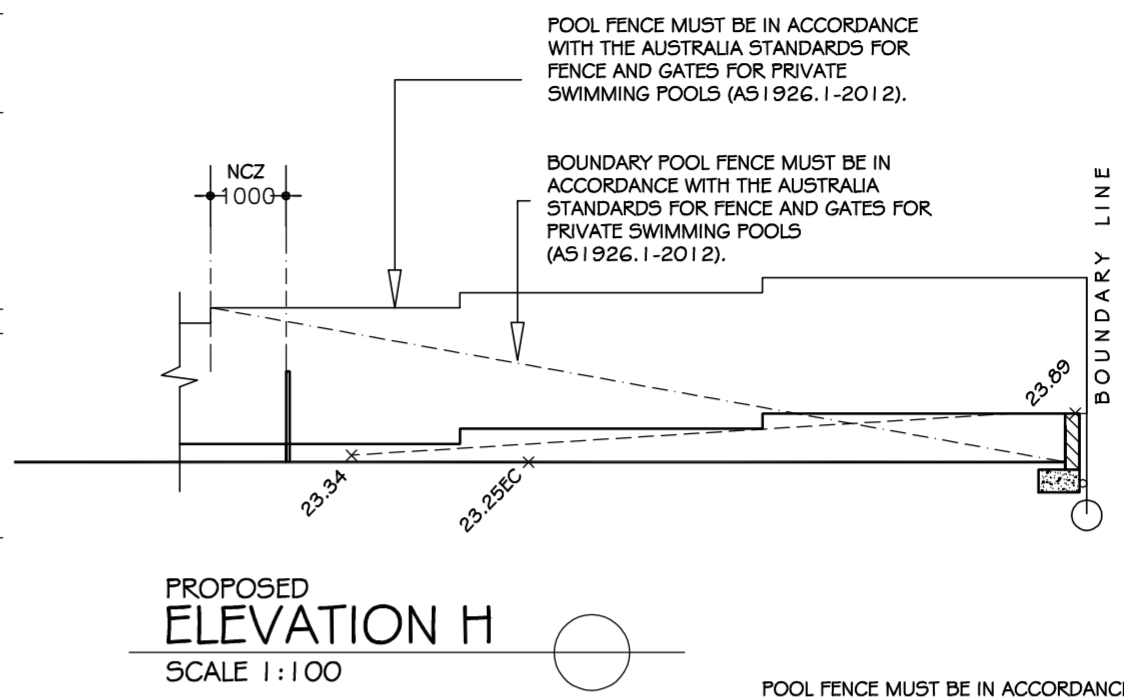 POOL FENCE MUST BE IN ACCORDANCE
WITH THE AUSTRALIA STANDARDS FOR
FENCE AND GATES FOR PRIVATE
SWIMMING POOLS (AS1926.1-2012).
BOUNDARY POOL FENCE MUST BE IN
ACCORDANCE WITH THE AUSTRALIA
STANDARDS FOR FENCE AND GATES FOR
PRIVATE SWIMMING POOLS
(AS1926.1-2012).
NCZ
1000
BOUNDARY LINE
23.89
23.34
23.25EC
PROPOSED
ELEVATION H
SCALE 1:100
POOL FENCE MUST BE IN ACCORDANCE